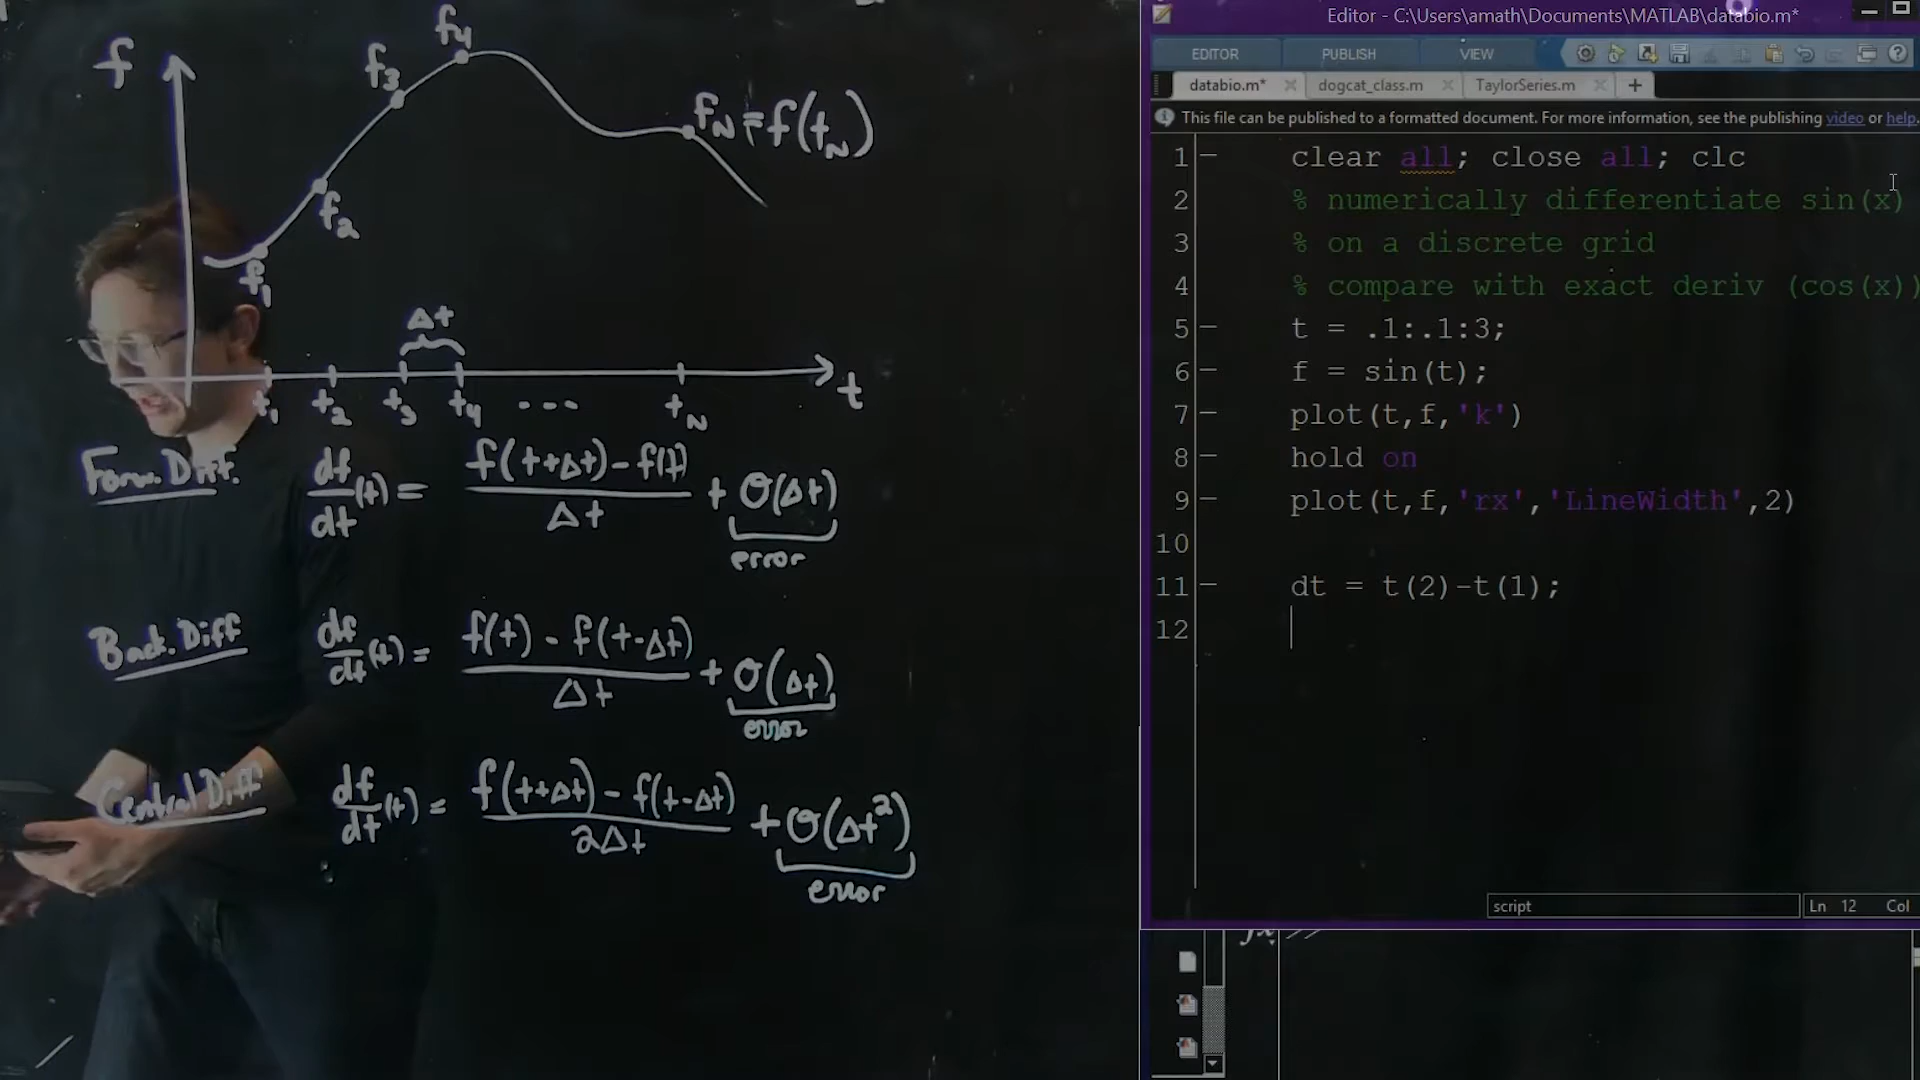 f
f₁
f₂
f₃
f₄
f_N = f(t_N)
Δt
t₁ t₂ t₃ t₄ ... t_N
t
Forw. Diff. df/dt(t) = (f(t+Δt) - f(t))/Δt + O(Δt)
error
Back. Diff df/dt(t) = (f(t) - f(t-Δt))/Δt + O(Δt)
error
Central Diff df/dt(t) = (f(t+Δt) - f(t-Δt))/2Δt + O(Δt²)
error
Editor - C:\Users\amath\Documents\MATLAB\databio.m*
EDITOR PUBLISH VIEW
databio.m* dogcat_class.m TaylorSeries.m +
This file can be published to a formatted document. For more information, see the publishing video or help.
1 clear all; close all; clc
2 % numerically differentiate sin(x)
3 % on a discrete grid
4 % compare with exact deriv (cos(x))
5 t = .1:.1:3;
6 f = sin(t);
7 plot(t,f,'k')
8 hold on
9 plot(t,f,'rx','LineWidth',2)
10
11 dt = t(2)-t(1);
12
script Ln 12 Col
fx >>